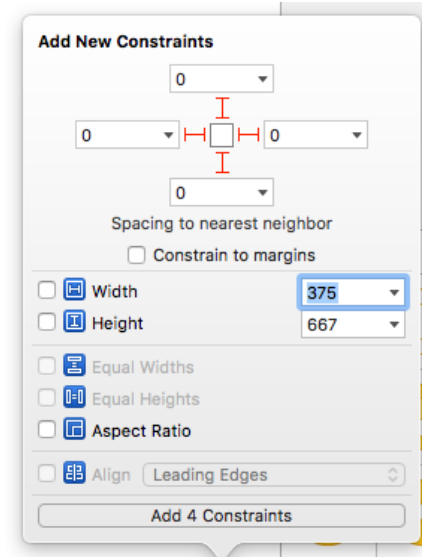 Add New Constraints
0
0 0
0
Spacing to nearest neighbor
Constrain to margins
Width 375
Height 667
Equal Widths
Equal Heights
Aspect Ratio
Align Leading Edges
Add 4 Constraints